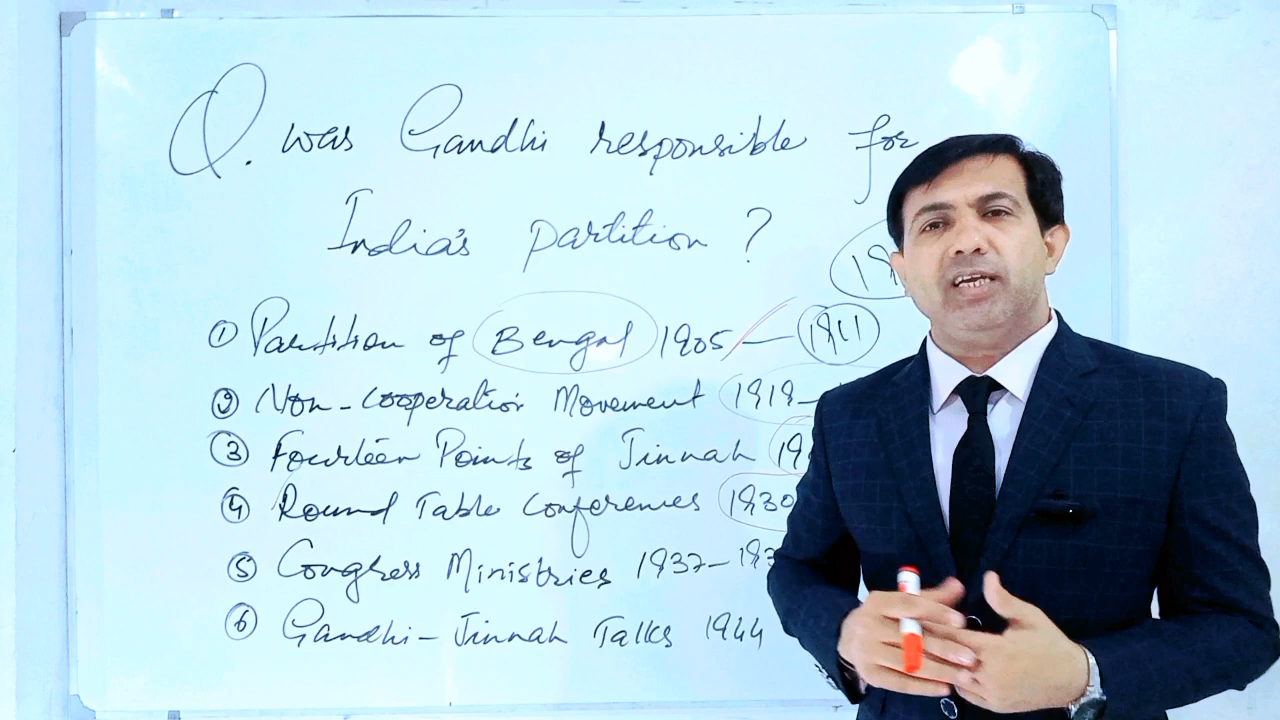 Q. was Gandhi responsible for
India's partition?
① Partition of Bengal 1905 — 1911
② Non-cooperation Movement 1919-
③ Fourteen Points of Jinnah
④ Round Table Conferences 1930
⑤ Congress Ministries 1937-
⑥ Gandhi-Jinnah Talks 1944